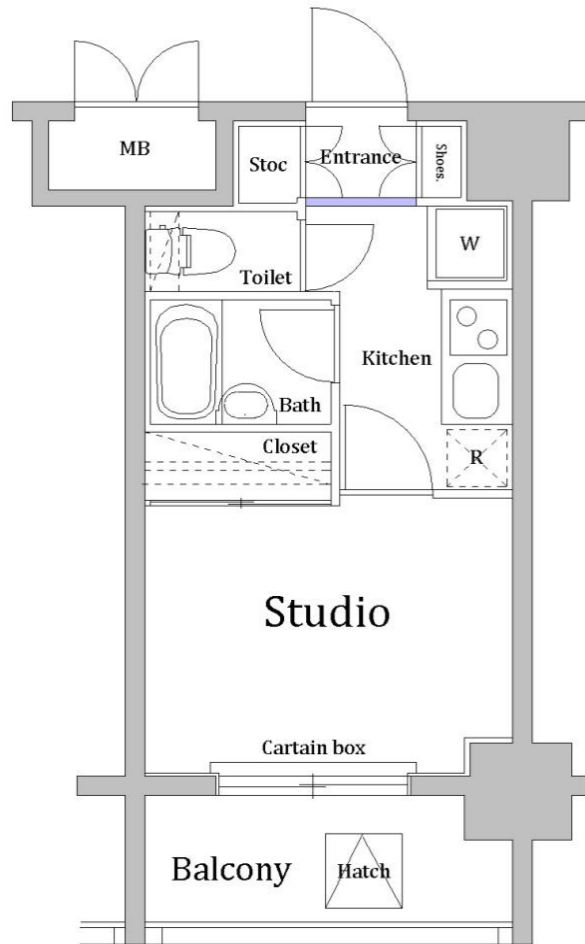 MB
Stoc
Entrance
Shoes.
W
Toilet
Kitchen
Bath
Closet
R
Studio
Cartain box
Balcony
Hatch